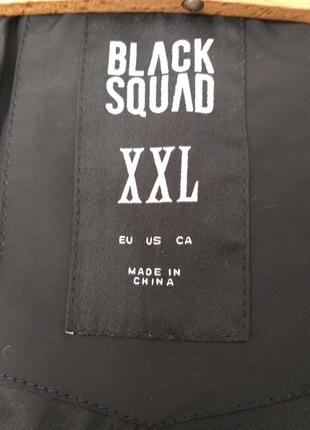 BLACK
SQUAD
XXL
EU US CA
MADE IN
CHINA